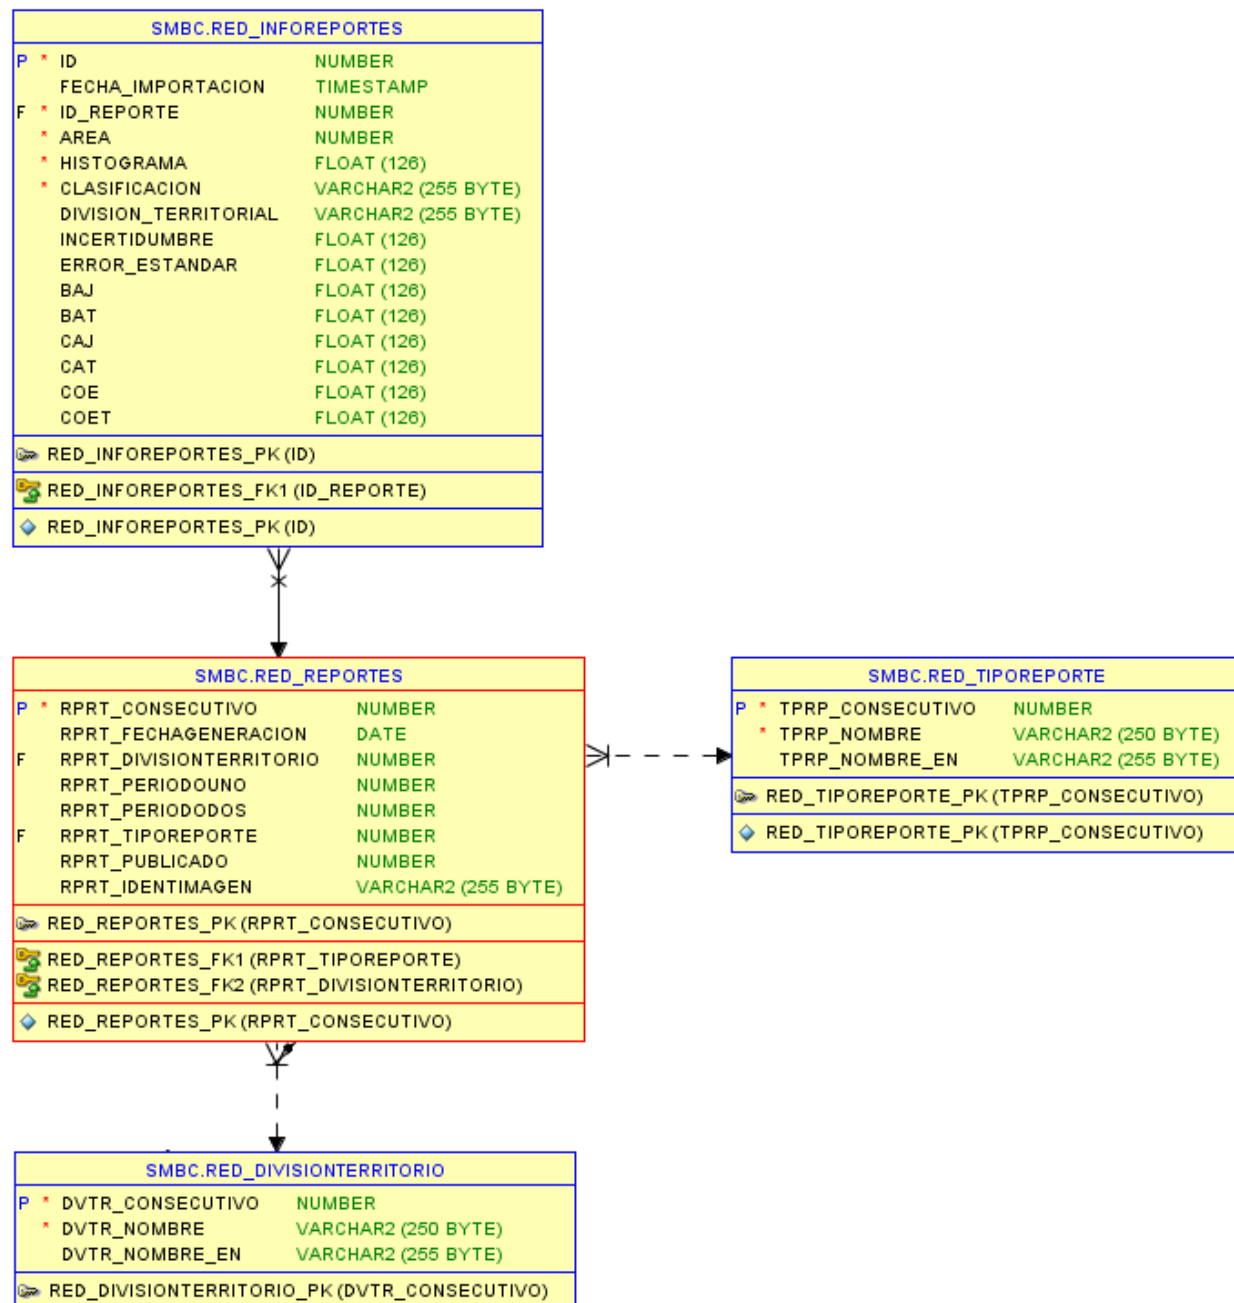 SMBC.RED_INFOREPORTES
P * ID NUMBER
FECHA_IMPORTACION TIMESTAMP
F * ID_REPORTE NUMBER
* AREA NUMBER
* HISTOGRAMA FLOAT (126)
* CLASIFICACION VARCHAR2 (255 BYTE)
DIVISION_TERRITORIAL VARCHAR2 (255 BYTE)
INCERTIDUMBRE FLOAT (126)
ERROR_ESTANDAR FLOAT (126)
BAJ FLOAT (126)
BAT FLOAT (126)
CAJ FLOAT (126)
CAT FLOAT (126)
COE FLOAT (126)
COET FLOAT (126)
RED_INFOREPORTES_PK (ID)
RED_INFOREPORTES_FK1 (ID_REPORTE)
RED_INFOREPORTES_PK (ID)
SMBC.RED_REPORTES
P * RPRT_CONSECUTIVO NUMBER
RPRT_FECHAGENERACION DATE
F RPRT_DIVISIONTERRITORIO NUMBER
RPRT_PERIODOUNO NUMBER
RPRT_PERIODODOS NUMBER
F RPRT_TIPOREPORTE NUMBER
RPRT_PUBLICADO NUMBER
RPRT_IDENTIMAGEN VARCHAR2 (255 BYTE)
RED_REPORTES_PK (RPRT_CONSECUTIVO)
RED_REPORTES_FK1 (RPRT_TIPOREPORTE)
RED_REPORTES_FK2 (RPRT_DIVISIONTERRITORIO)
RED_REPORTES_PK (RPRT_CONSECUTIVO)
SMBC.RED_TIPOREPORTE
P * TPRP_CONSECUTIVO NUMBER
* TPRP_NOMBRE VARCHAR2 (250 BYTE)
TPRP_NOMBRE_EN VARCHAR2 (255 BYTE)
RED_TIPOREPORTE_PK (TPRP_CONSECUTIVO)
RED_TIPOREPORTE_PK (TPRP_CONSECUTIVO)
SMBC.RED_DIVISIONTERRITORIO
P * DVTR_CONSECUTIVO NUMBER
* DVTR_NOMBRE VARCHAR2 (250 BYTE)
DVTR_NOMBRE_EN VARCHAR2 (255 BYTE)
RED_DIVISIONTERRITORIO_PK (DVTR_CONSECUTIVO)